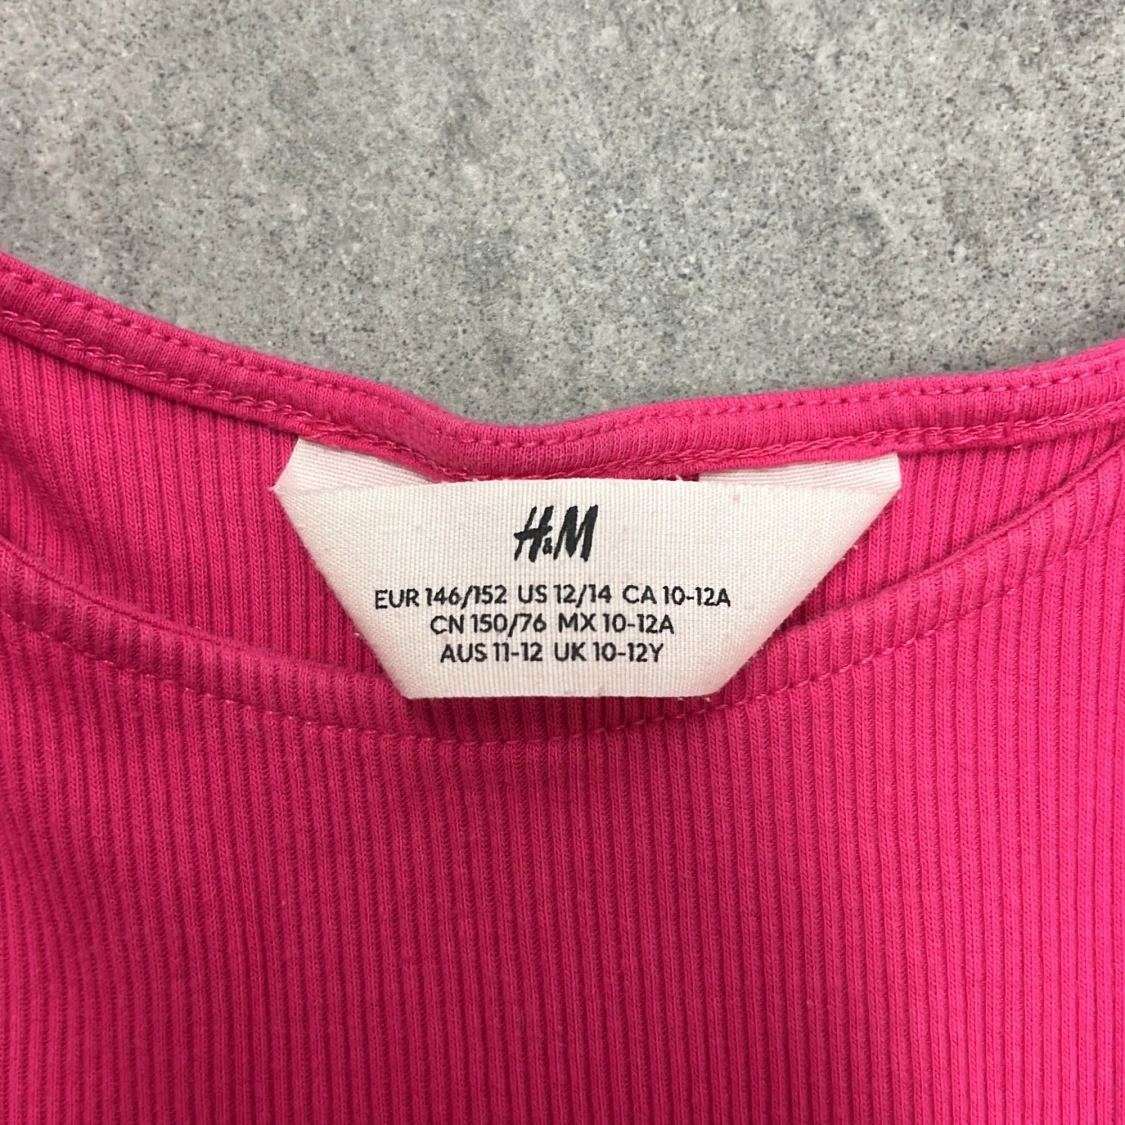 H&M
EUR 146/152 US 12/14 CA 10-12A
CN 150/76 MX 10-12A
AUS 11-12 UK 10-12Y